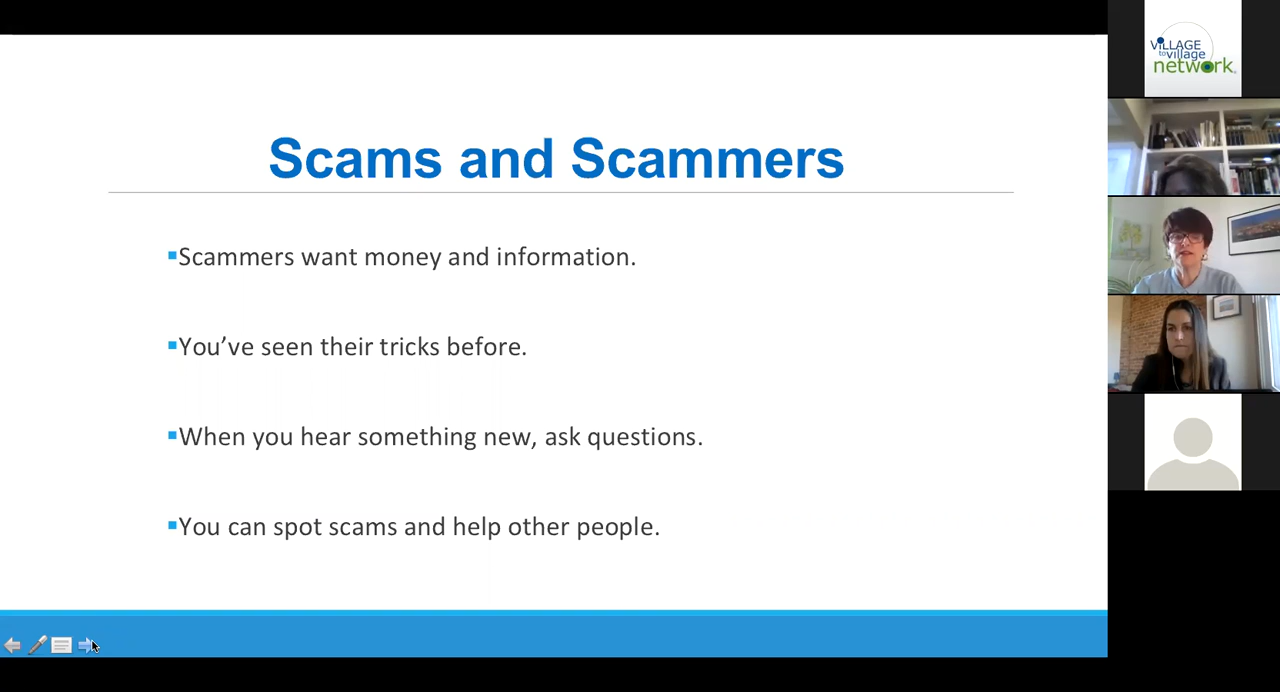 Scams and Scammers
▪Scammers want money and information.
▪You’ve seen their tricks before.
▪When you hear something new, ask questions.
▪You can spot scams and help other people.
ViLLAGE
to village
network